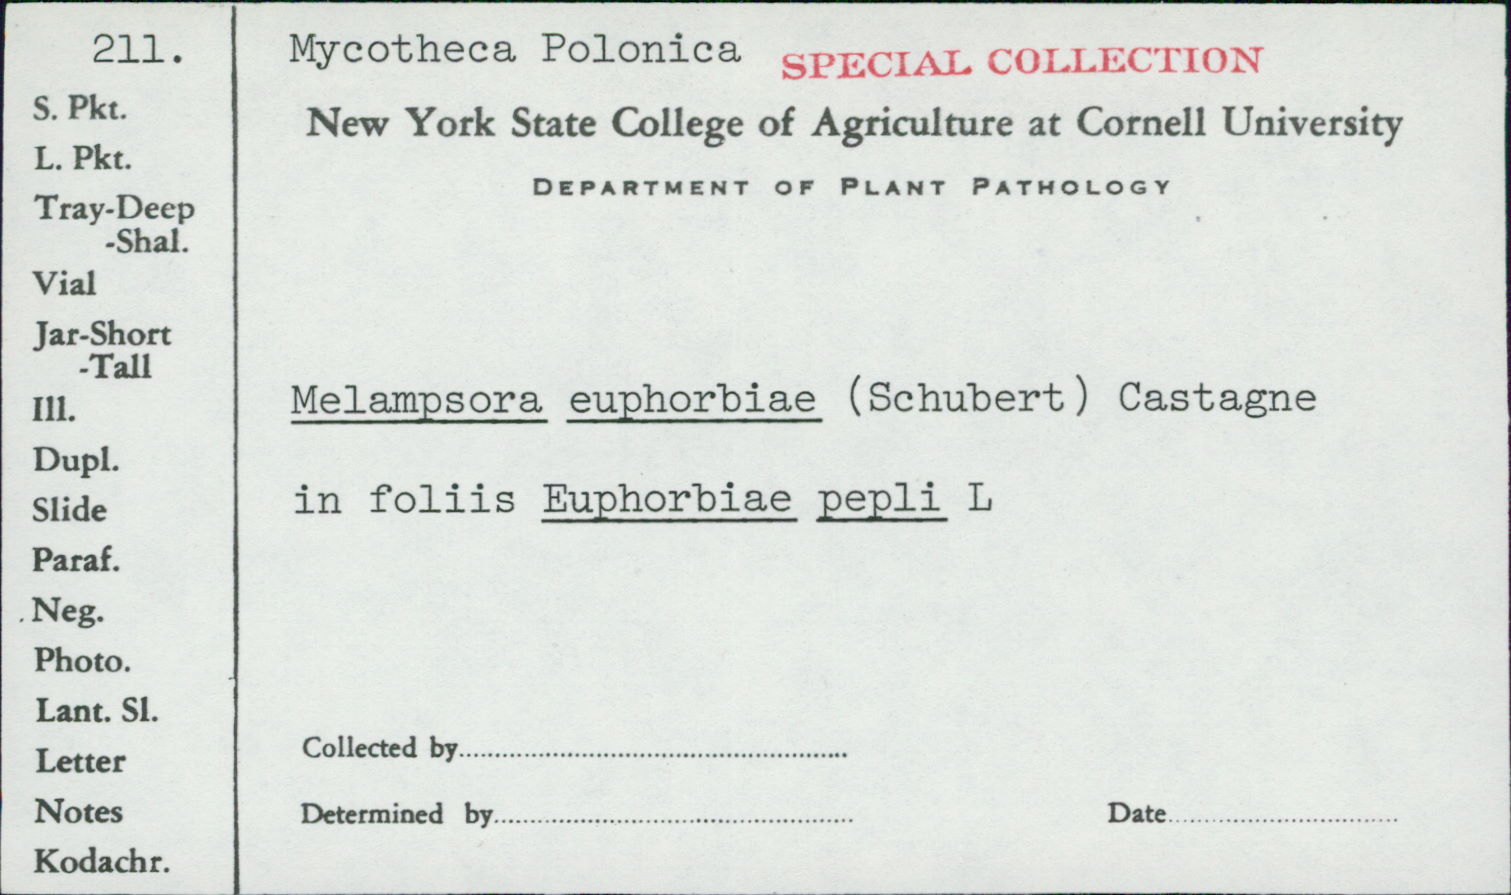 211.
S. Pkt.
L. Pkt.
Tray-Deep
-Shal.
Vial
Jar-Short
-Tall
Ill.
Dupl.
Slide
Paraf.
Neg.
Photo.
Lant. Sl.
Letter
Notes
Kodachr.
Mycotheca Polonica SPECIAL COLLECTION
New York State College of Agriculture at Cornell University
DEPARTMENT OF PLANT PATHOLOGY
Melampsora euphorbiae (Schubert) Castagne
in foliis Euphorbiae pepli L
Collected by
Determined by Date